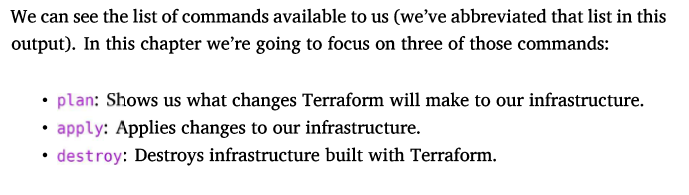 We can see the list of commands available to us (we’ve abbreviated that list in this
output). In this chapter we’re going to focus on three of those commands:
• plan: Shows us what changes Terraform will make to our infrastructure.
• apply: Applies changes to our infrastructure.
• destroy: Destroys infrastructure built with Terraform.